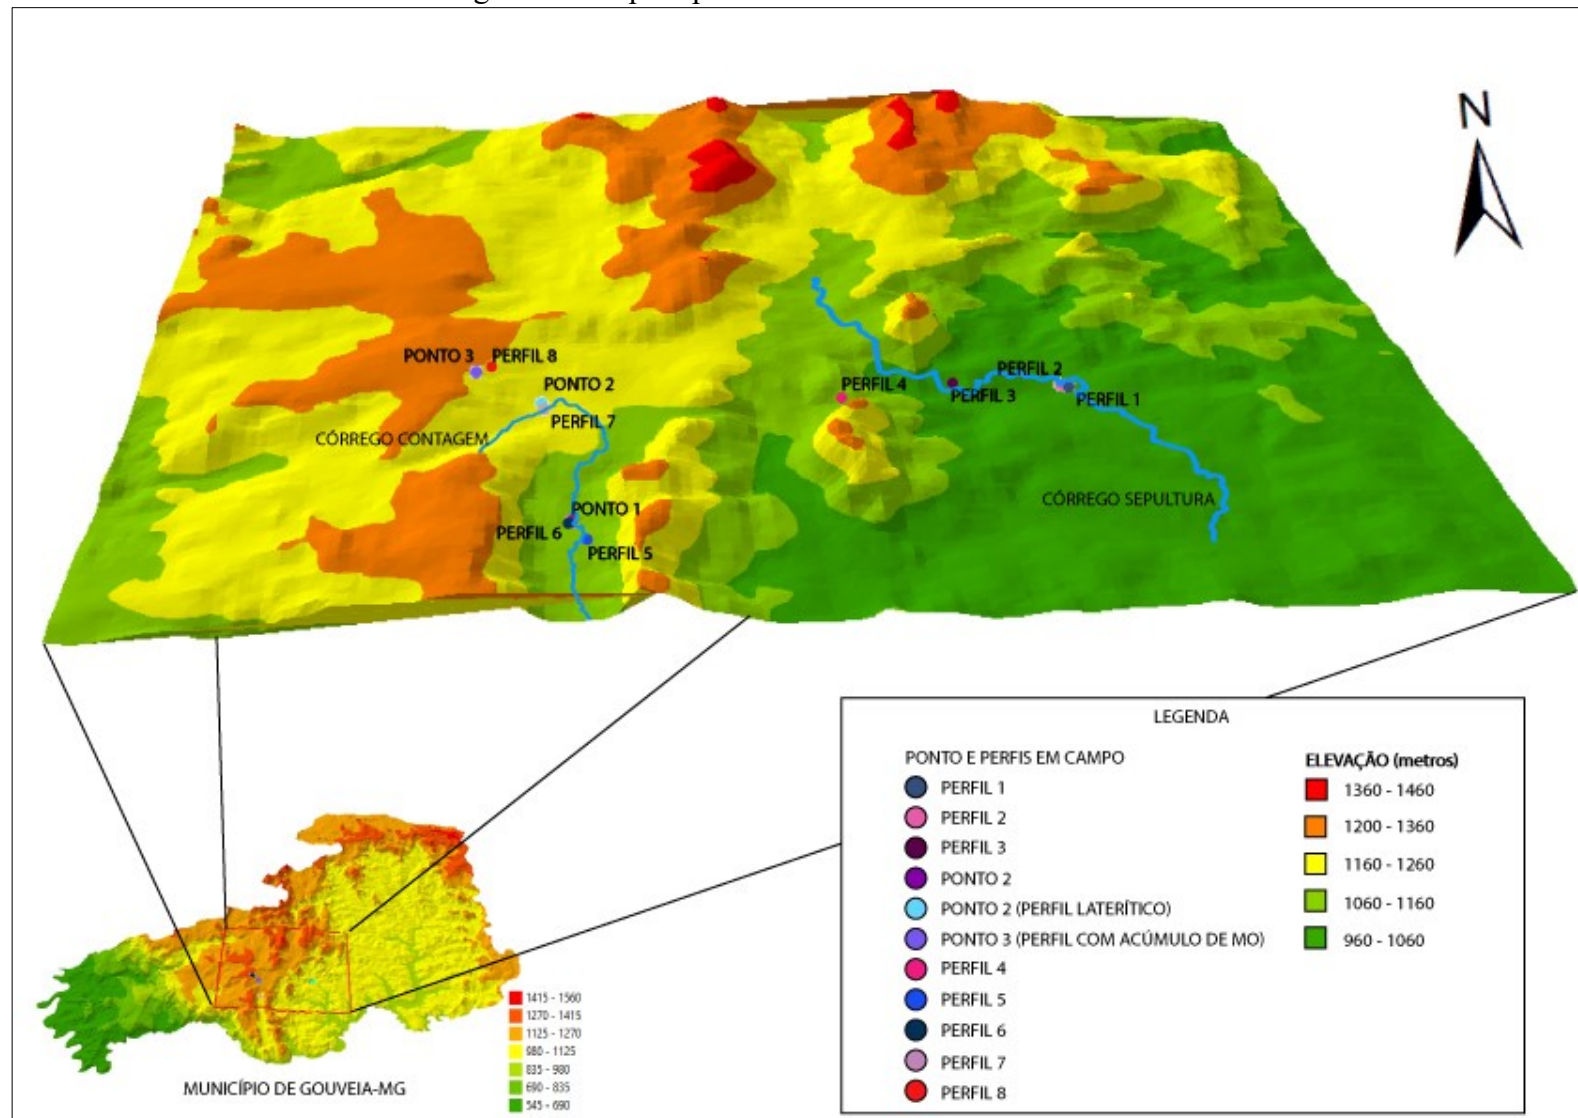 N
PONTO 3
PERFIL 8
PONTO 2
PERFIL 7
CÓRREGO CONTAGEM
PONTO 1
PERFIL 6
PERFIL 5
PERFIL 4
PERFIL 3
PERFIL 2
PERFIL 1
CÓRREGO SEPULTURA
LEGENDA
PONTO E PERFIS EM CAMPO
PERFIL 1
PERFIL 2
PERFIL 3
PONTO 2
PONTO 2 (PERFIL LATERÍTICO)
PONTO 3 (PERFIL COM ACÚMULO DE MO)
PERFIL 4
PERFIL 5
PERFIL 6
PERFIL 7
PERFIL 8
ELEVAÇÃO (metros)
1360 - 1460
1200 - 1360
1160 - 1260
1060 - 1160
960 - 1060
1415 - 1560
1270 - 1415
1125 - 1270
980 - 1125
835 - 980
690 - 835
545 - 690
MUNICÍPIO DE GOUVEIA-MG